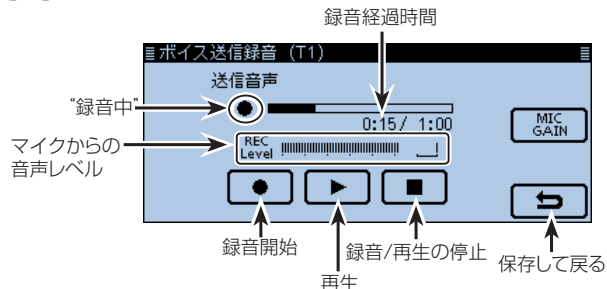 録音経過時間
ボイス送信録音 (T1)
送信音声
“録音中”
0:15/ 1:00
MIC
GAIN
REC
Level
マイクからの
音声レベル
録音開始
再生
録音/再生の停止
保存して戻る